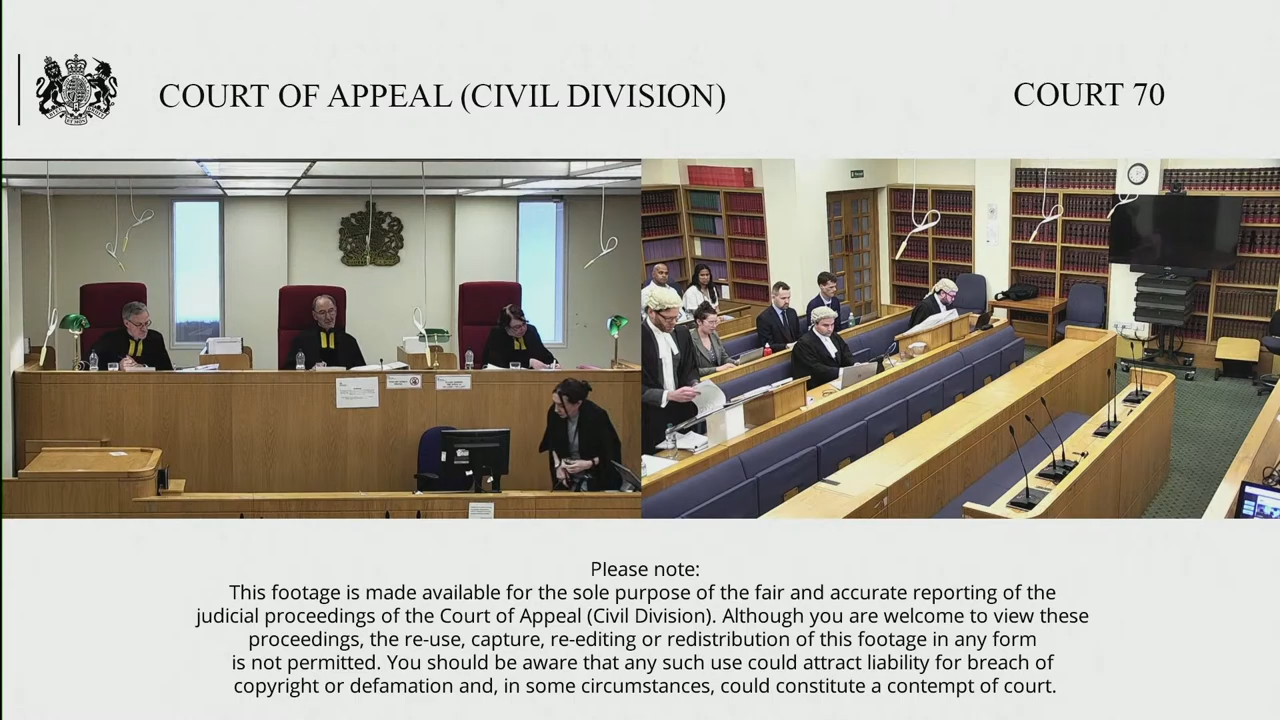 COURT OF APPEAL (CIVIL DIVISION)
COURT 70
Please note:
This footage is made available for the sole purpose of the fair and accurate reporting of the
judicial proceedings of the Court of Appeal (Civil Division). Although you are welcome to view these
proceedings, the re-use, capture, re-editing or redistribution of this footage in any form
is not permitted. You should be aware that any such use could attract liability for breach of
copyright or defamation and, in some circumstances, could constitute a contempt of court.